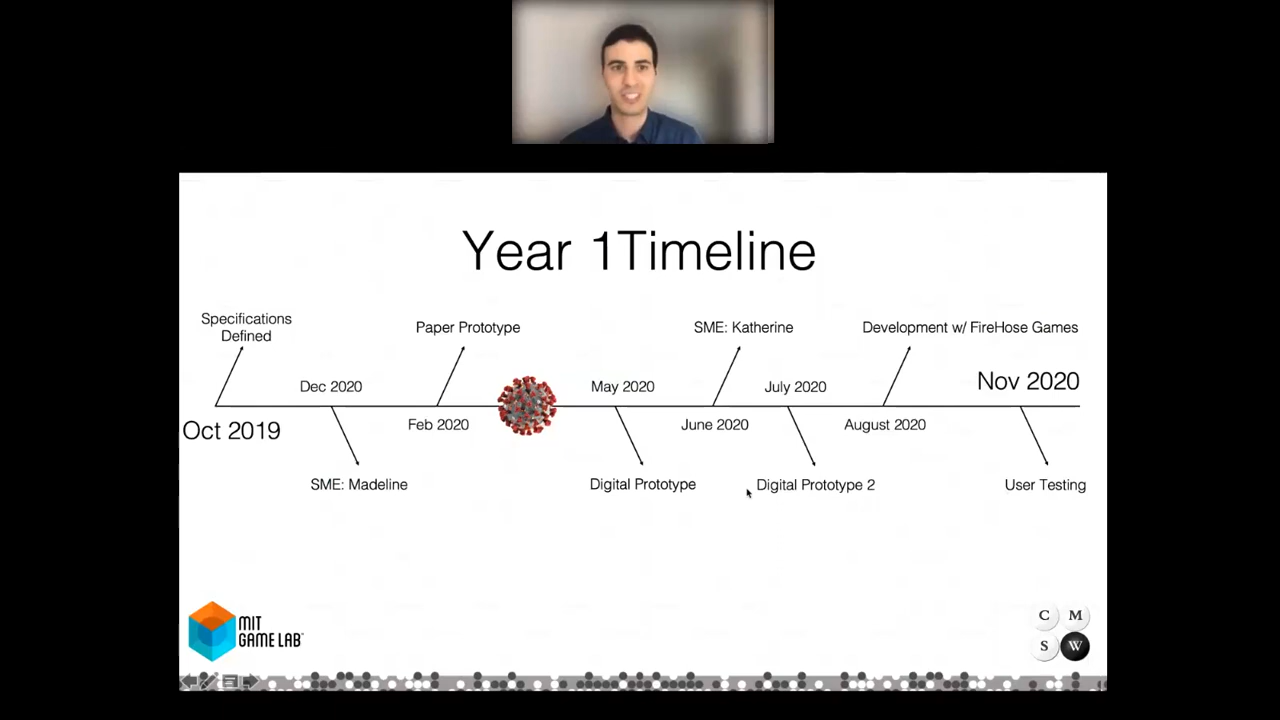 Year 1Timeline
Specifications
Defined
Paper Prototype
SME: Katherine
Development w/ FireHose Games
Dec 2020
May 2020
July 2020
Nov 2020
Oct 2019
Feb 2020
June 2020
August 2020
SME: Madeline
Digital Prototype
Digital Prototype 2
User Testing
MIT
GAME LAB
C M
S W